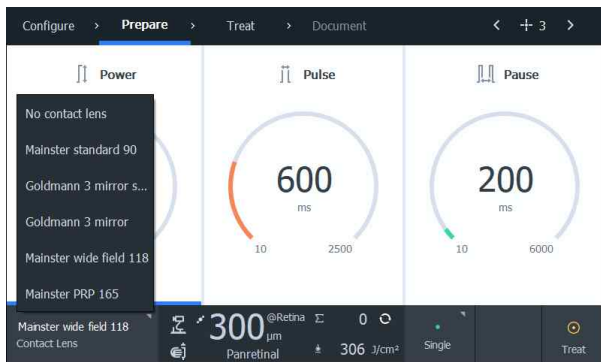 Configure > Prepare > Treat > Document < 3 >
Power
Pulse
Pause
No contact lens
Mainster standard 90
Goldmann 3 mirror s...
Goldmann 3 mirror
Mainster wide field 118
Mainster PRP 165
600
ms
10 2500
200
ms
10 6000
Mainster wide field 118
Contact Lens
300 @Retina
µm
Panretinal
Σ 0
306 J/cm²
Single
Treat